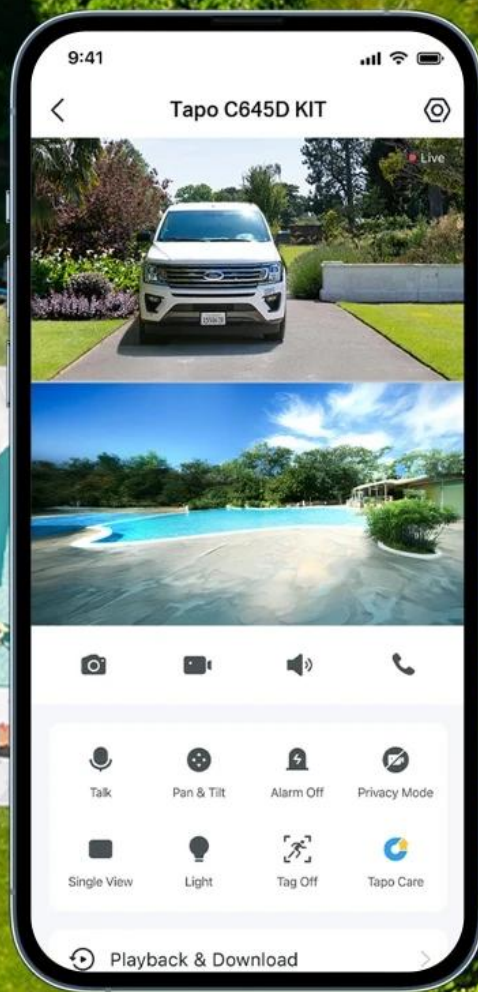 9:41
Tapo C645D KIT
Live
Talk
Pan & Tilt
Alarm Off
Privacy Mode
Single View
Light
Tag Off
Tapo Care
Playback & Download